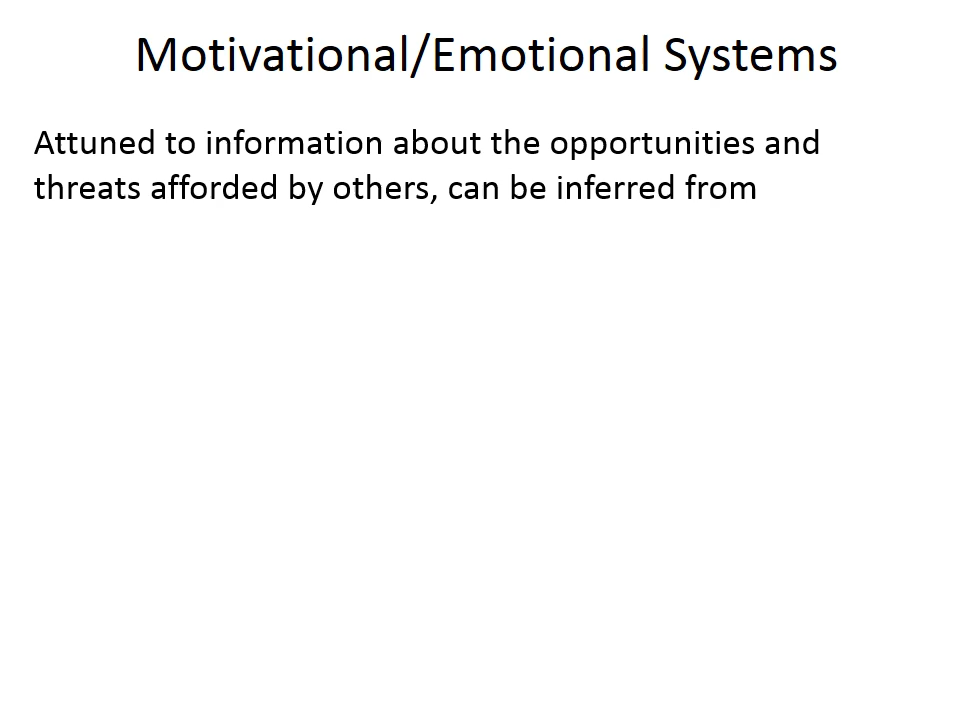 Motivational/Emotional Systems
Attuned to information about the opportunities and
threats afforded by others, can be inferred from